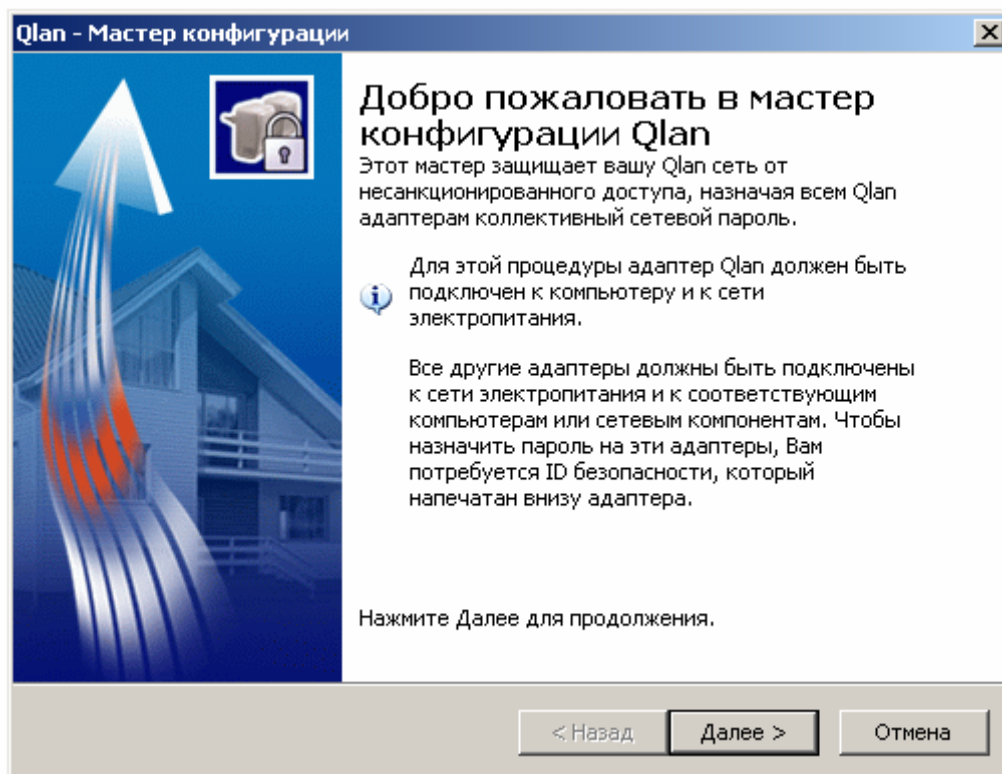 Qlan - Мастер конфигурации
Добро пожаловать в мастер
конфигурации Qlan
Этот мастер защищает вашу Qlan сеть от
несанкционированного доступа, назначая всем Qlan
адаптерам коллективный сетевой пароль.
Для этой процедуры адаптер Qlan должен быть
подключен к компьютеру и к сети
электропитания.
Все другие адаптеры должны быть подключены
к сети электропитания и к соответствующим
компьютерам или сетевым компонентам. Чтобы
назначить пароль на эти адаптеры, Вам
потребуется ID безопасности, который
напечатан внизу адаптера.
Нажмите Далее для продолжения.
< Назад Далее > Отмена